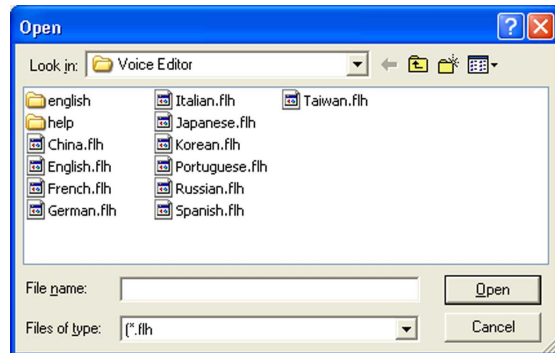 Open
Look in: Voice Editor
english
help
China.flh
English.flh
French.flh
German.flh
Italian.flh
Japanese.flh
Korean.flh
Portuguese.flh
Russian.flh
Spanish.flh
Taiwan.flh
File name:
Open
Files of type: (*.flh
Cancel